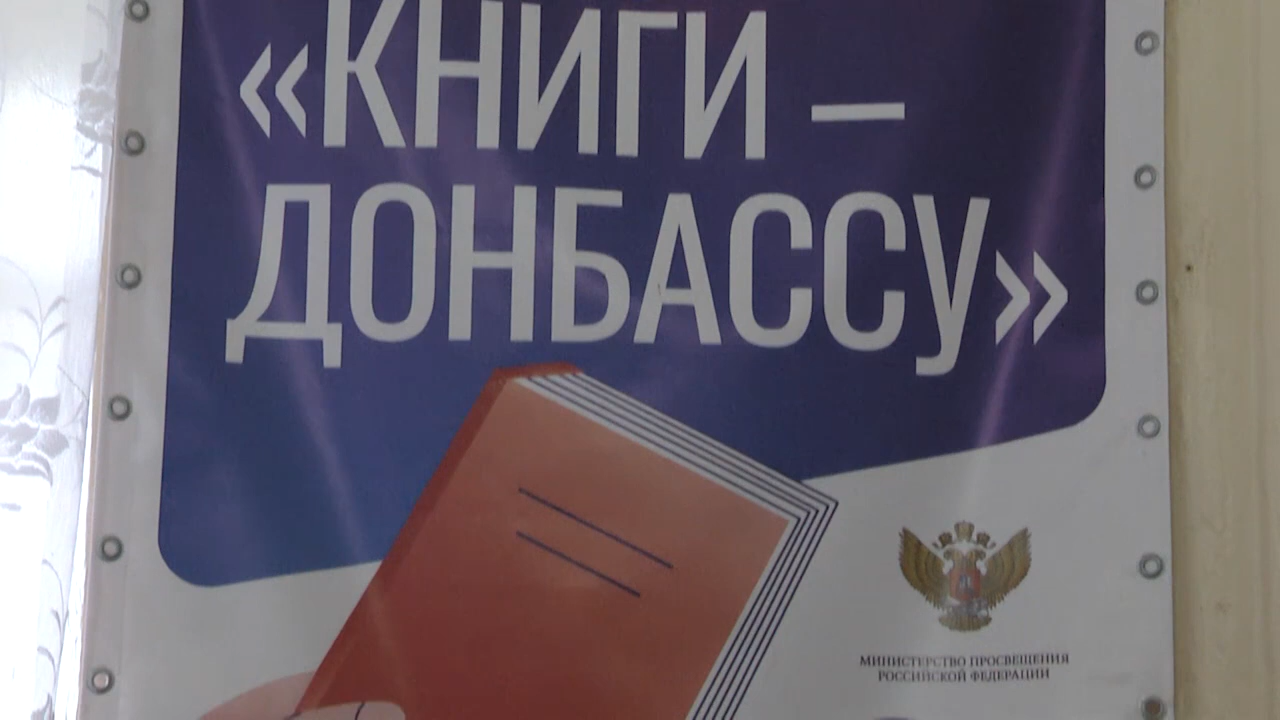 «КНИГИ –
ДОНБАССУ»
МИНИСТЕРСТВО ПРОСВЕЩЕНИЯ
РОССИЙСКОЙ ФЕДЕРАЦИИ